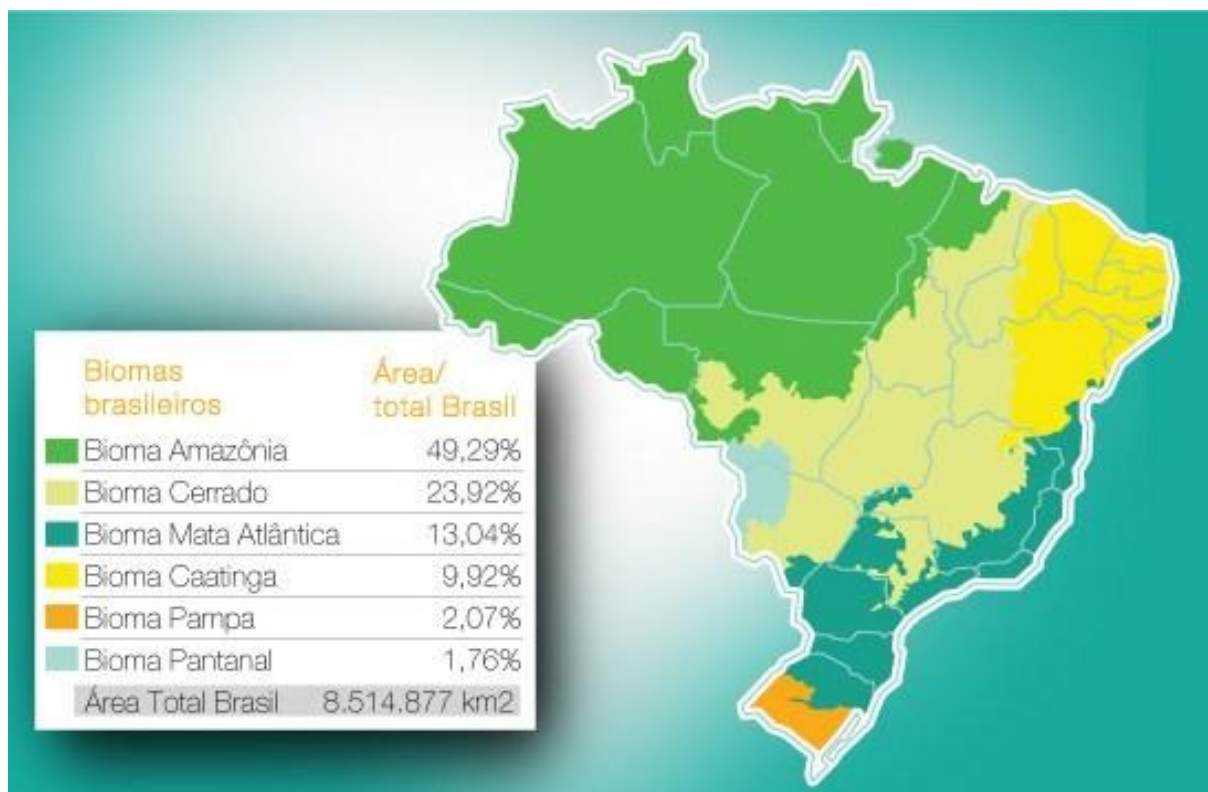 Biomas brasileiros
Área/ total Brasil
Bioma Amazônia 49,29%
Bioma Cerrado 23,92%
Bioma Mata Atlântica 13,04%
Bioma Caatinga 9,92%
Bioma Pampa 2,07%
Bioma Pantanal 1,76%
Área Total Brasil 8.514.877 km2